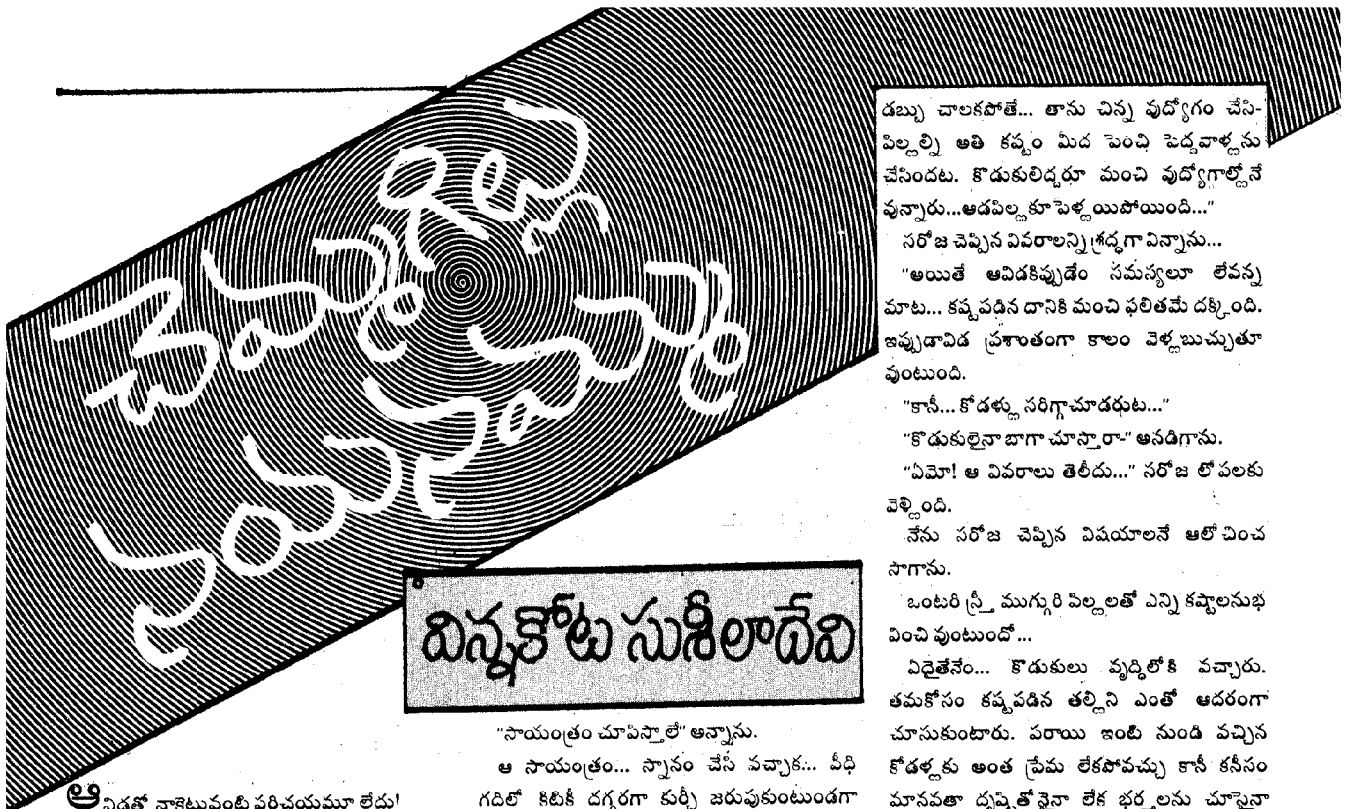 చెమ్మగిల్లు
నయనమ్ము
విన్నకోట సుశీలాదేవి
ఆవిడతో నాకెటువంటి పరిచయమూ లేదు!
"సాయంత్రం చూపిస్తాలే" అన్నాను.
ఆ సాయంత్రం... స్నానం చేసి వచ్చాక... వీధి
గదిలో కిటికీ దగ్గరగా కుర్చీ జరుపుకుంటుండగా
డబ్బు చాలకపోతే... తాను చిన్న వుద్యోగం చేసి-
పిల్లల్ని అతి కష్టం మీద పెంచి పెద్దవాళ్లను
చేసిందట. కొడుకులిద్దరూ మంచి వుద్యోగాల్లోనే
వున్నారు...ఆడపిల్లకూ పెళ్లయిపోయింది..."
సరోజ చెప్పిన వివరాలన్ని శ్రద్ధగా విన్నాను...
"అయితే ఆవిడకిప్పుడేం సమస్యలూ లేవన్న
మాట... కష్టపడిన దానికి మంచి ఫలితమే దక్కింది.
ఇప్పుడావిడ ప్రశాంతంగా కాలం వెళ్లబుచ్చుతూ
వుంటుంది.
"కానీ... కోడళ్లు సరిగ్గా చూడరుట..."
"కొడుకులైనా బాగా చూస్తారా-" అనడిగాను.
"ఏమో! ఆ వివరాలు తెలీదు..." సరోజ లోపలకు
వెళ్లింది.
నేను సరోజ చెప్పిన విషయాలనే ఆలోచించ
సాగాను.
ఒంటరి స్త్రీ ముగ్గురి పిల్లలతో ఎన్ని కష్టాలనుభ
వించి వుంటుందో...
ఏదైతేనేం... కొడుకులు వృద్ధిలోకి వచ్చారు.
తమకోసం కష్టపడిన తల్లిని ఎంతో ఆదరంగా
చూసుకుంటారు. పరాయి ఇంటి నుండి వచ్చిన
కోడళ్లకు అంత ప్రేమ లేకపోవచ్చు కానీ కనీసం
మానవతా దృష్టితోనైనా లేక భర్తలను చూసైనా